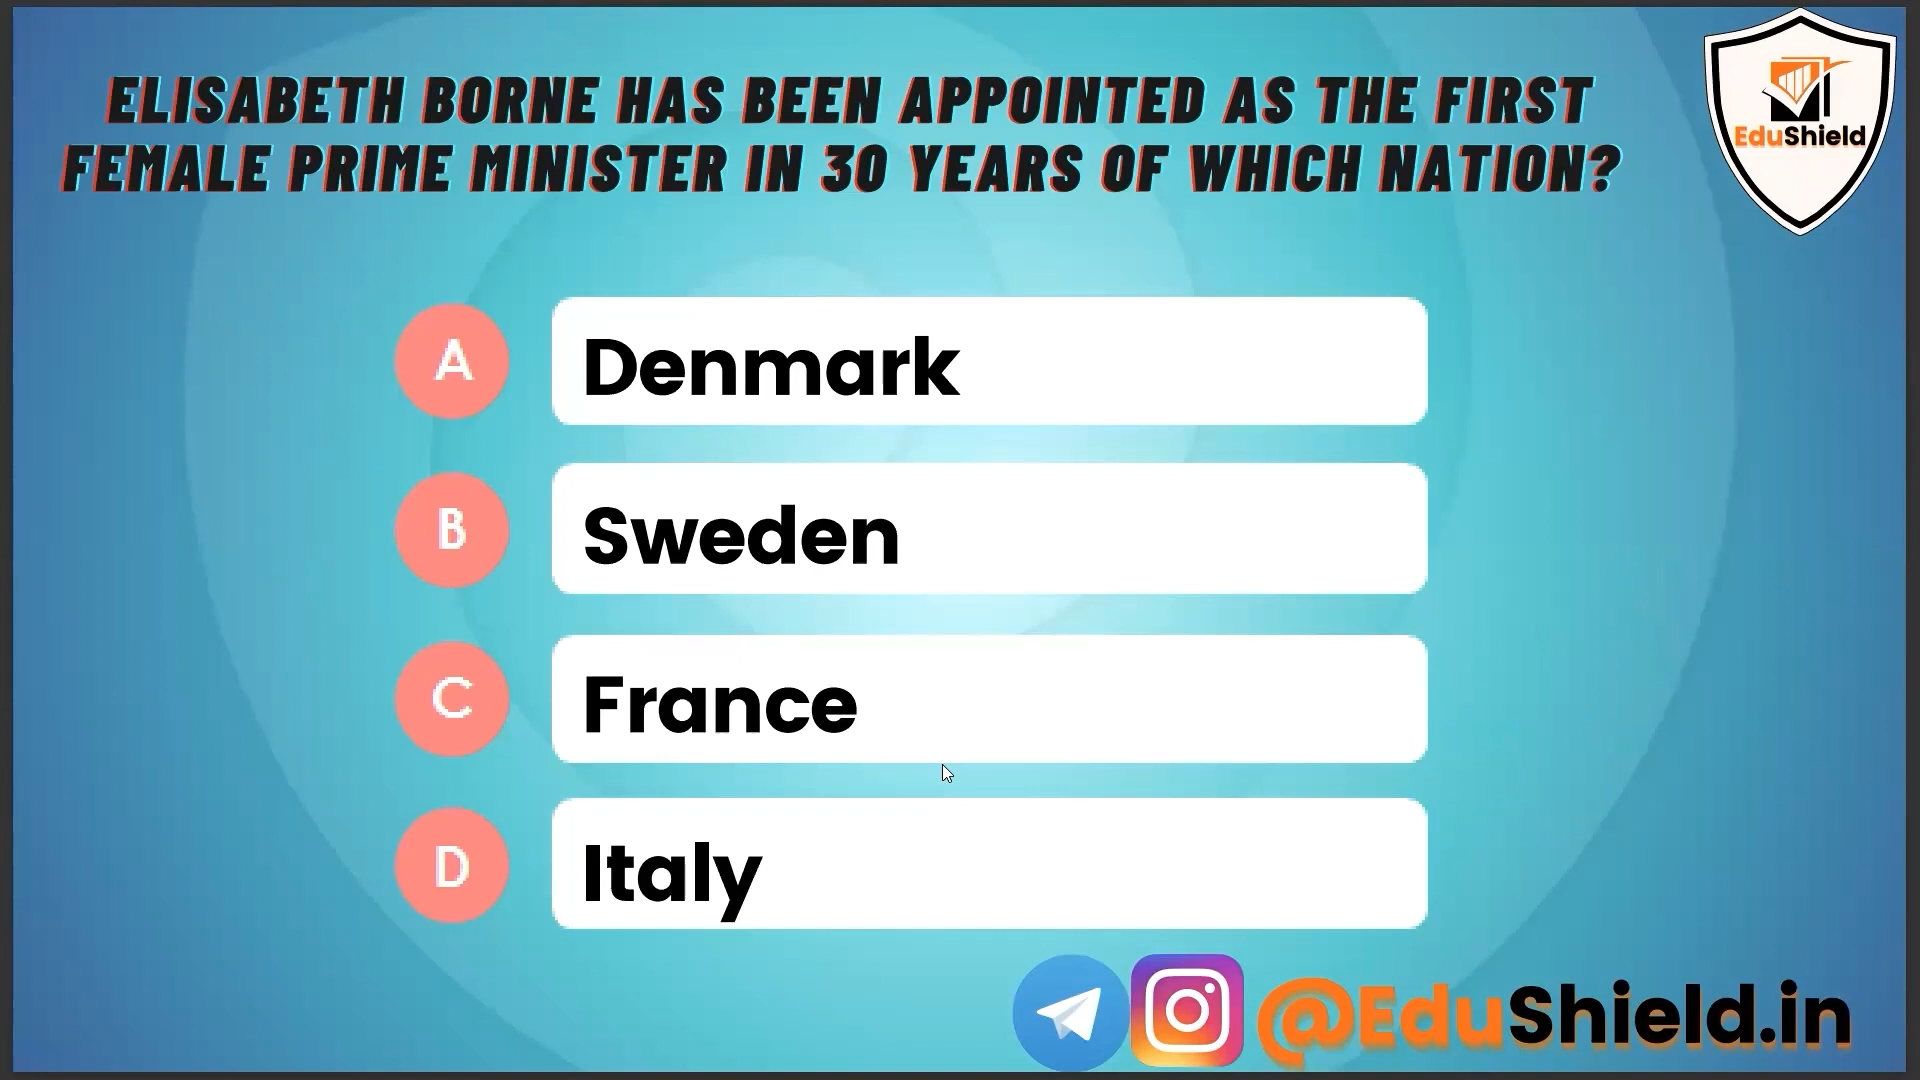 ELISABETH BORNE HAS BEEN APPOINTED AS THE FIRST
FEMALE PRIME MINISTER IN 30 YEARS OF WHICH NATION?
EduShield
A
Denmark
B
Sweden
C
France
D
Italy
@EduShield.in